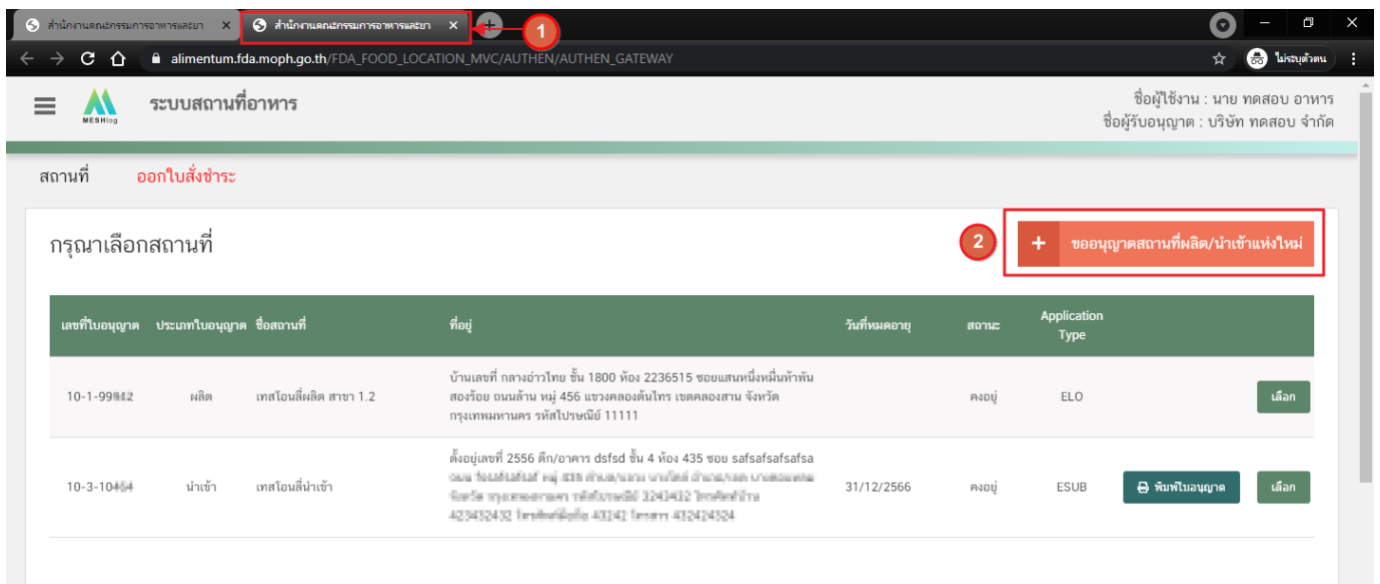 สำนักงานคณะกรรมการอาหารและยา
สำนักงานคณะกรรมการอาหารและยา
1
alimentum.fda.moph.go.th/FDA_FOOD_LOCATION_MVC/AUTHEN/AUTHEN_GATEWAY
ไม่ระบุตัวตน
MESHlog
ระบบสถานที่อาหาร
ชื่อผู้ใช้งาน : นาย ทดสอบ อาหาร
ชื่อผู้รับอนุญาต : บริษัท ทดสอบ จำกัด
สถานที่ ออกใบสั่งชำระ
กรุณาเลือกสถานที่
2
+ ขออนุญาตสถานที่ผลิต/นำเข้าแห่งใหม่
เลขที่ใบอนุญาต ประเภทใบอนุญาต ชื่อสถานที่ ที่อยู่ วันที่หมดอายุ สถานะ Application
Type
บ้านเลขที่ กลางอ่าวไทย ชั้น 1800 ห้อง 2236515 ซอยแสนหนึ่งหมื่นห้าพัน
10-1-99 ผลิต เทสโอนลี่ผลิต สาขา 1.2 สองร้อย ถนนล้าน หมู่ 456 แขวงคลองต้นไทร เขตคลองสาน จังหวัด คงอยู่ ELO เลือก
กรุงเทพมหานคร รหัสไปรษณีย์ 11111
ตั้งอยู่เลขที่ 2556 ตึก/อาคาร dsfsd ชั้น 4 ห้อง 435 ซอย safsafsafsafsa
10-3-10 นำเข้า เทสโอนลี่นำเข้า 31/12/2566 คงอยู่ ESUB พิมพ์ใบอนุญาต เลือก